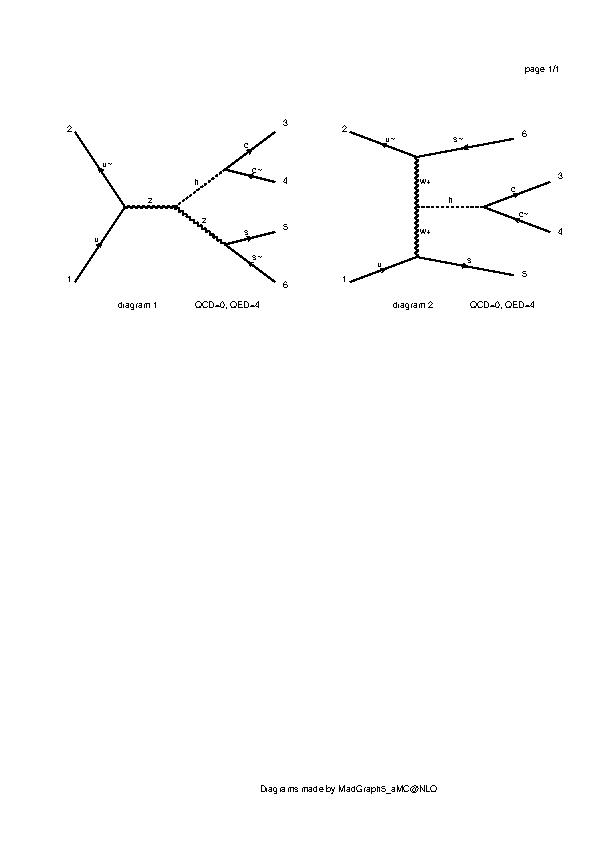 page 1/1
2
u~
u
1
z
h
z
c
c~
s
s~
3
4
5
6
diagram 1 QCD=0, QED=4
2
u~
s~
6
w+
h
w+
c
c~
3
4
1
u
s
5
diagram 2 QCD=0, QED=4
Diagrams made by MadGraph5_aMC@NLO